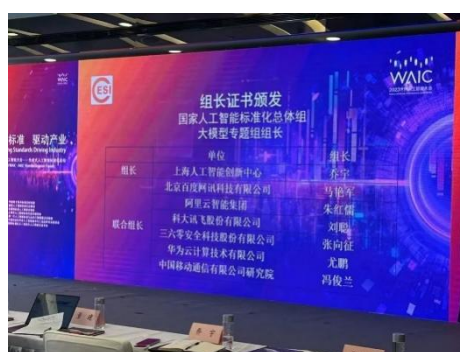 WAIC
CESI
WAIC
组长证书颁发
国家人工智能标准化总体组
大模型专题组组长
标准 驱动产业
单位 组长
组长 上海人工智能创新中心 乔宇
北京百度网讯科技有限公司 马艳军
阿里云智能集团 朱红儒
联合组长 科大讯飞股份有限公司 刘聪
三六零安全科技股份有限公司 张向征
华为云计算技术有限公司 尤鹏
中国移动通信有限公司研究院 冯俊兰